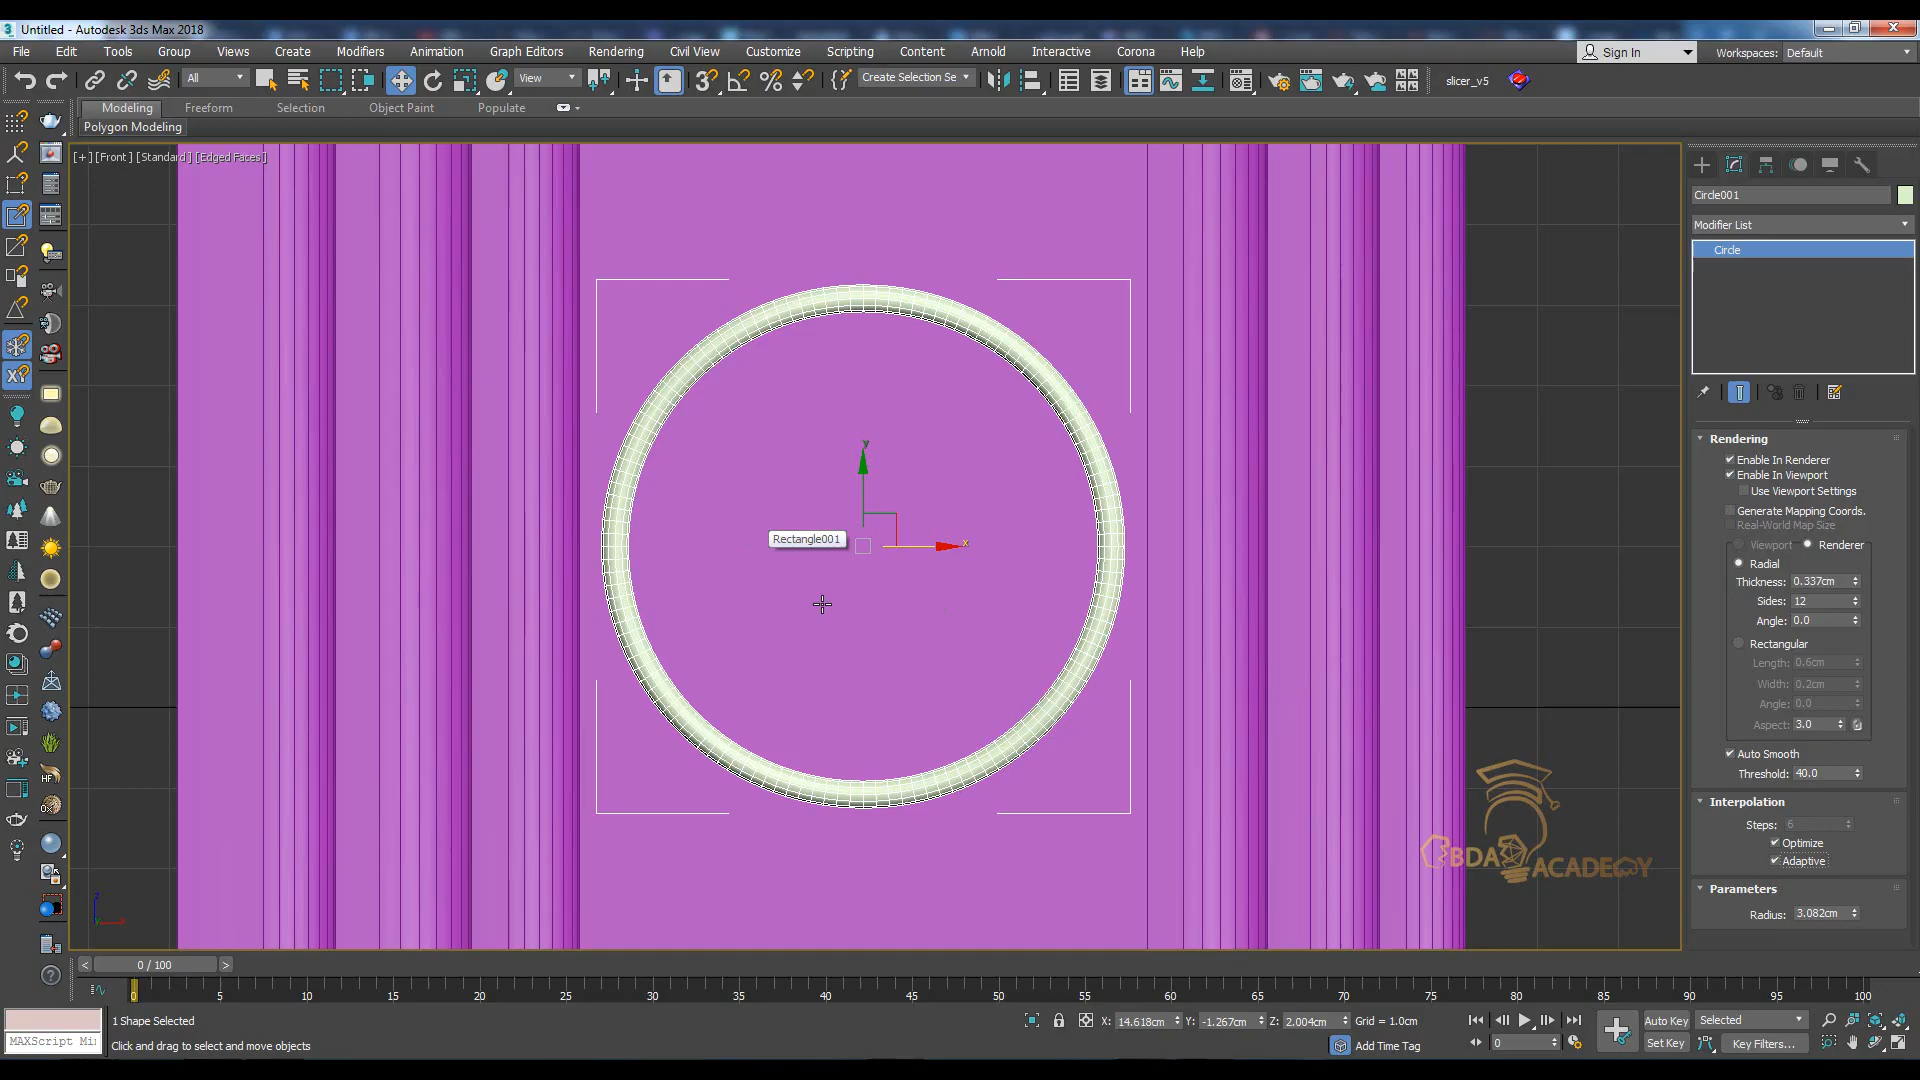 Untitled - Autodesk 3ds Max 2018
File Edit Tools Group Views Create Modifiers Animation Graph Editors Rendering Civil View Customize Scripting Content Arnold Interactive Corona Help
Sign In
Workspaces: Default
All
View
Create Selection Se
slicer_v5
Modeling Freeform Selection Object Paint Populate
Polygon Modeling
[+] [Front] [Standard] [Edged Faces]
Circle001
Modifier List
Circle
Rendering
Enable In Renderer
Enable In Viewport
Use Viewport Settings
Generate Mapping Coords.
Real-World Map Size
Viewport Renderer
Radial
Thickness: 0.337cm
Sides: 12
Angle: 0.0
Rectangular
Length: 0.6cm
Width: 0.2cm
Angle: 0.0
Aspect: 3.0
Auto Smooth
Threshold: 40.0
Interpolation
Steps: 6
Optimize
Adaptive
Parameters
Radius: 3.082cm
y
x
Rectangle001
BDA ACADEMY
XY
HF
< 0 / 100 >
0 5 10 15 20 25 30 35 40 45 50 55 60 65 70 75 80 85 90 95 100
1 Shape Selected
X: 14.618cm Y: -1.267cm Z: 2.004cm Grid = 1.0cm
Auto Key Selected
MAXScript Mi
Click and drag to select and move objects
Add Time Tag
0
Set Key Key Filters...